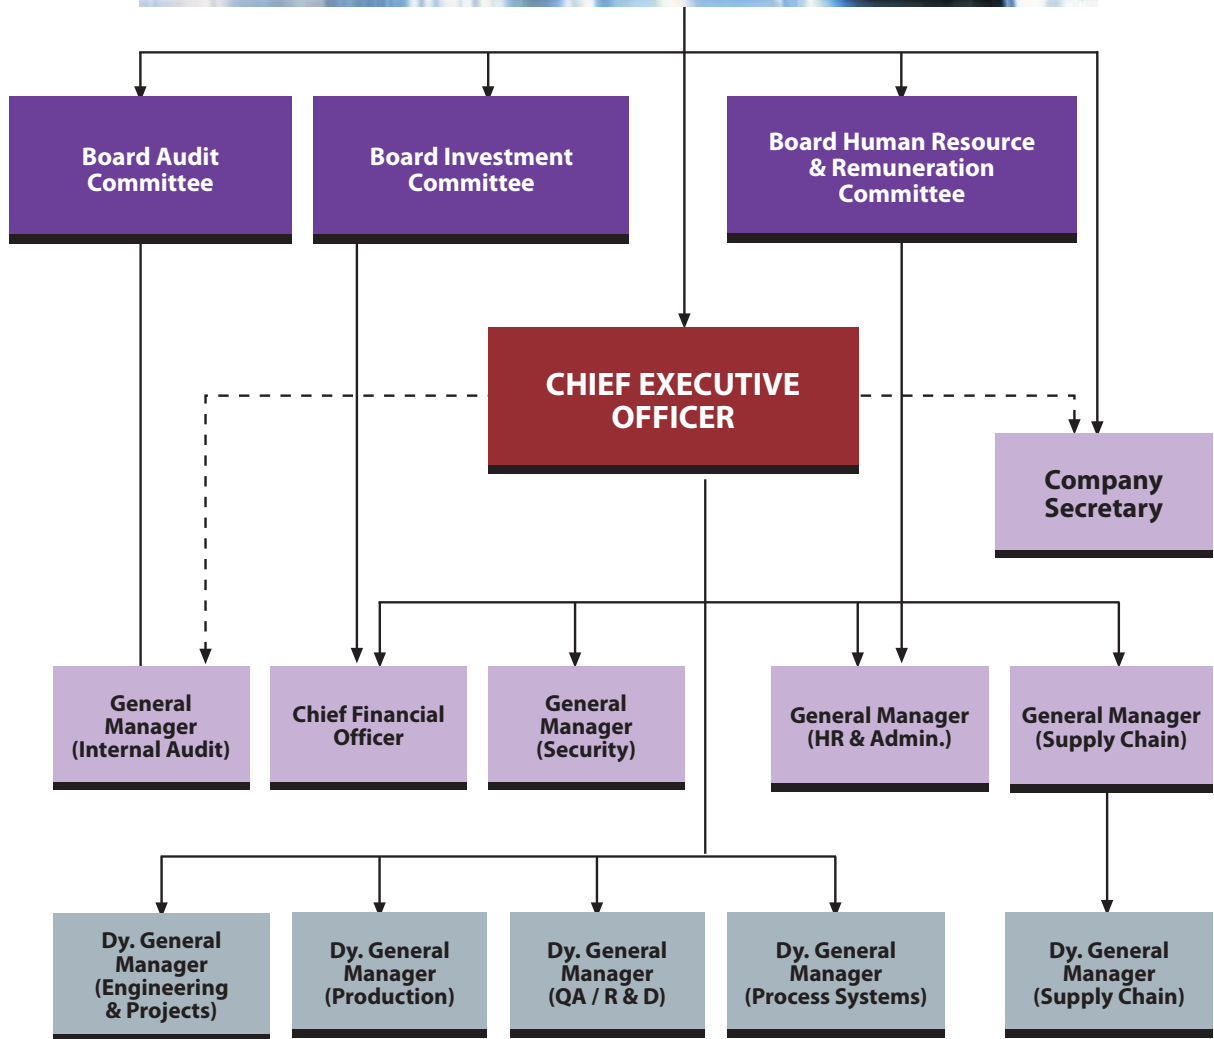 Board Audit
Committee
Board Investment
Committee
Board Human Resource
& Remuneration
Committee
CHIEF EXECUTIVE
OFFICER
Company
Secretary
General
Manager
(Internal Audit)
Chief Financial
Officer
General
Manager
(Security)
General Manager
(HR & Admin.)
General Manager
(Supply Chain)
Dy. General
Manager
(Engineering
& Projects)
Dy. General
Manager
(Production)
Dy. General
Manager
(QA / R & D)
Dy. General
Manager
(Process Systems)
Dy. General
Manager
(Supply Chain)